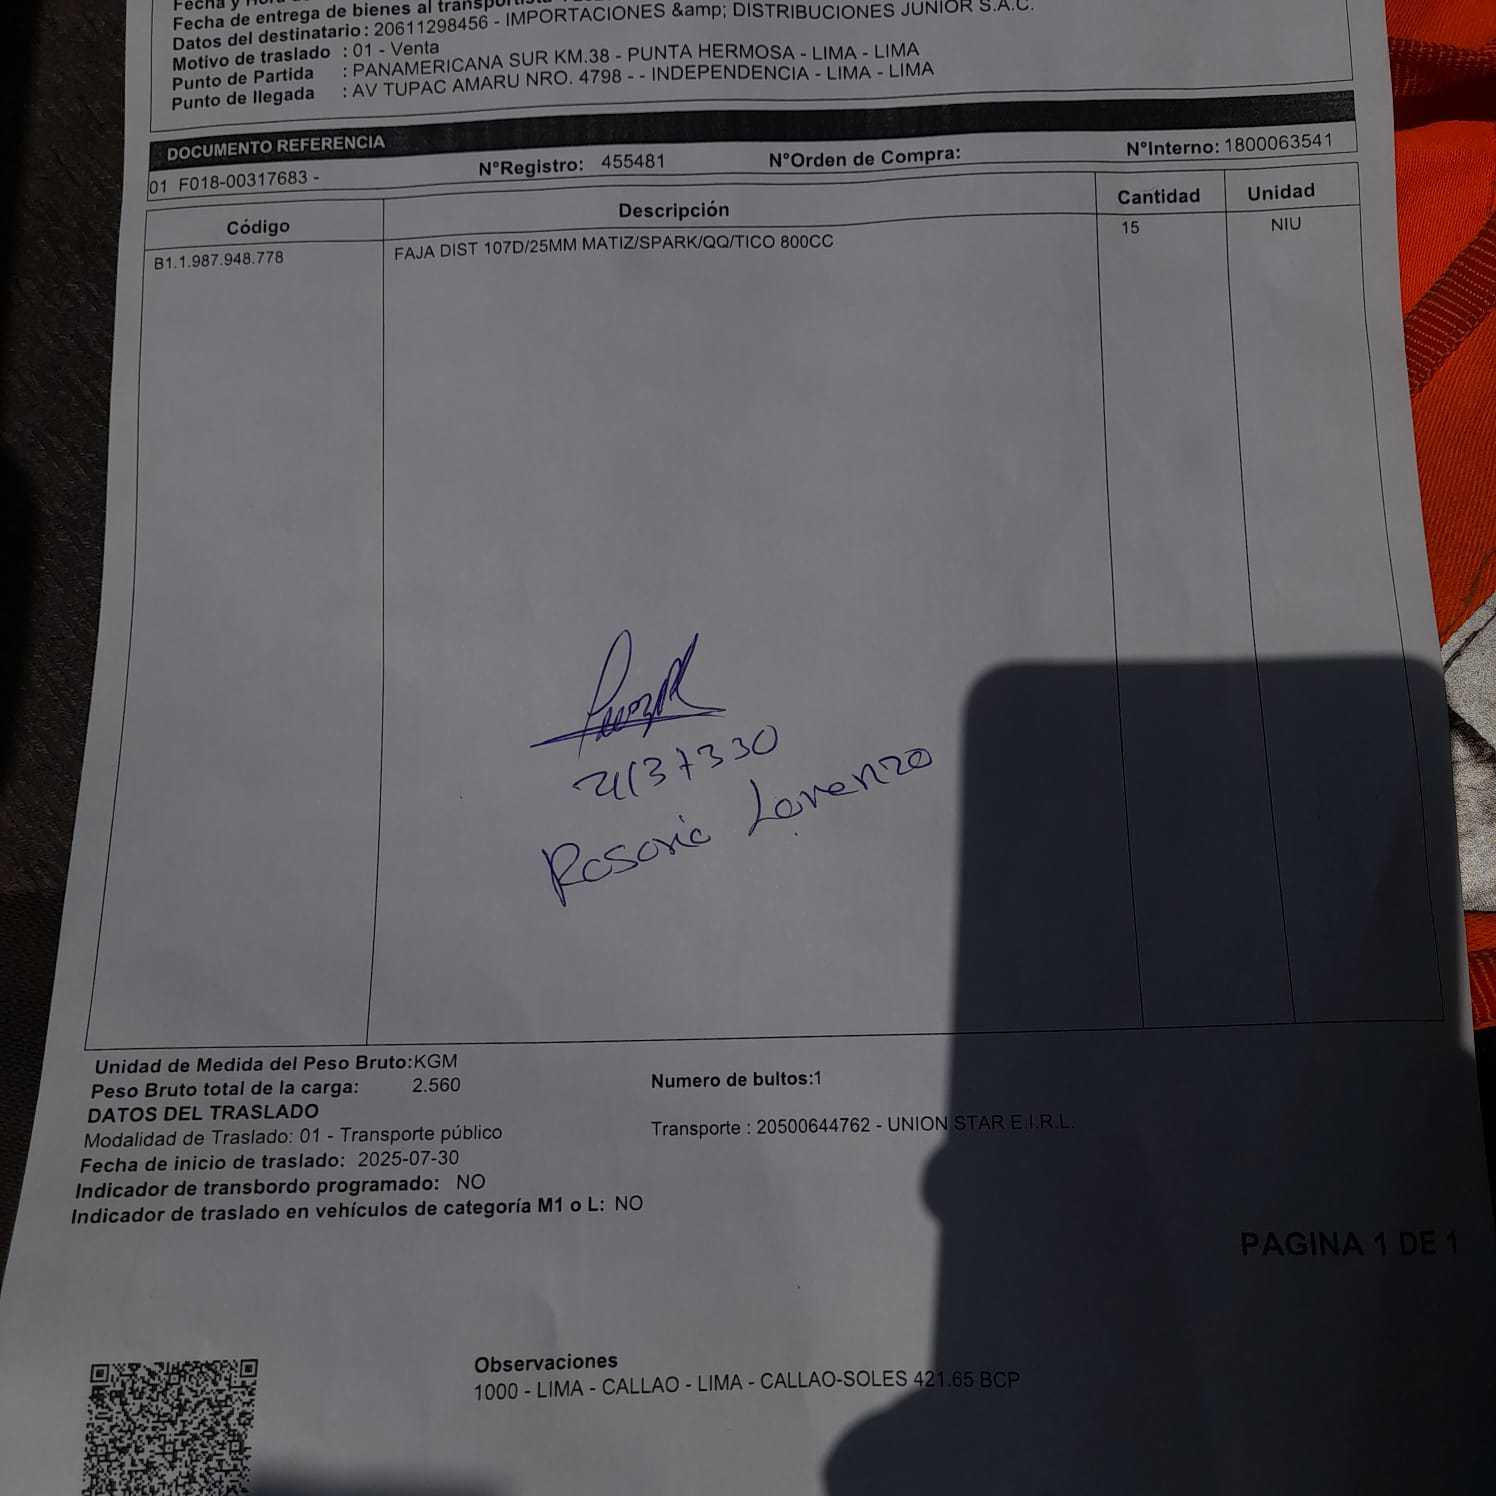 Fecha y Hora
Fecha de entrega de bienes al transportista
Datos del destinatario : 20611298456 - IMPORTACIONES &amp; DISTRIBUCIONES JUNIOR S.A.C.
Motivo de traslado : 01 - Venta
Punto de Partida : PANAMERICANA SUR KM.38 - PUNTA HERMOSA - LIMA - LIMA
Punto de llegada : AV TUPAC AMARU NRO. 4798 - - INDEPENDENCIA - LIMA - LIMA
DOCUMENTO REFERENCIA
01 F018-00317683 - N°Registro: 455481 N°Orden de Compra: N°Interno: 1800063541
Código Descripción Cantidad Unidad
B1.1.987.948.778 FAJA DIST 107D/25MM MATIZ/SPARK/QQ/TICO 800CC 15 NIU
37330
Rosario Lorenzo
Unidad de Medida del Peso Bruto:KGM
Peso Bruto total de la carga: 2.560 Numero de bultos:1
DATOS DEL TRASLADO
Modalidad de Traslado: 01 - Transporte público Transporte : 20500644762 - UNION STAR E.I.R.L.
Fecha de inicio de traslado: 2025-07-30
Indicador de transbordo programado: NO
Indicador de traslado en vehículos de categoría M1 o L: NO
PAGINA 1 DE 1
Observaciones
1000 - LIMA - CALLAO - LIMA - CALLAO-SOLES 421.65 BCP